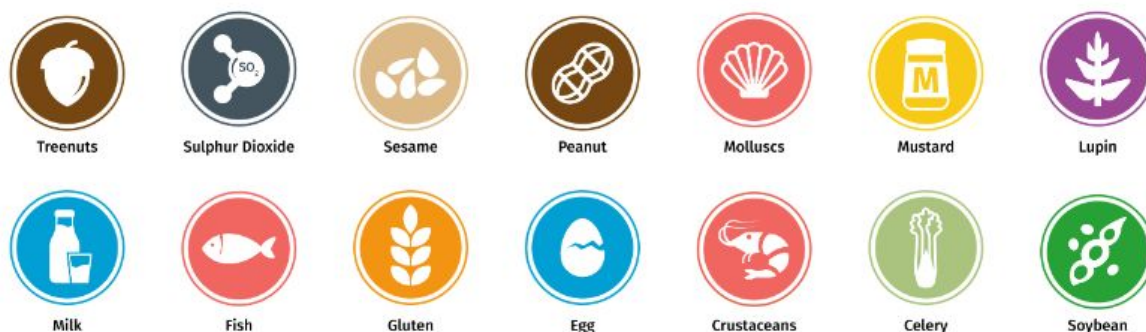 SO2
M
Treenuts
Sulphur Dioxide
Sesame
Peanut
Molluscs
Mustard
Lupin
Milk
Fish
Gluten
Egg
Crustaceans
Celery
Soybean